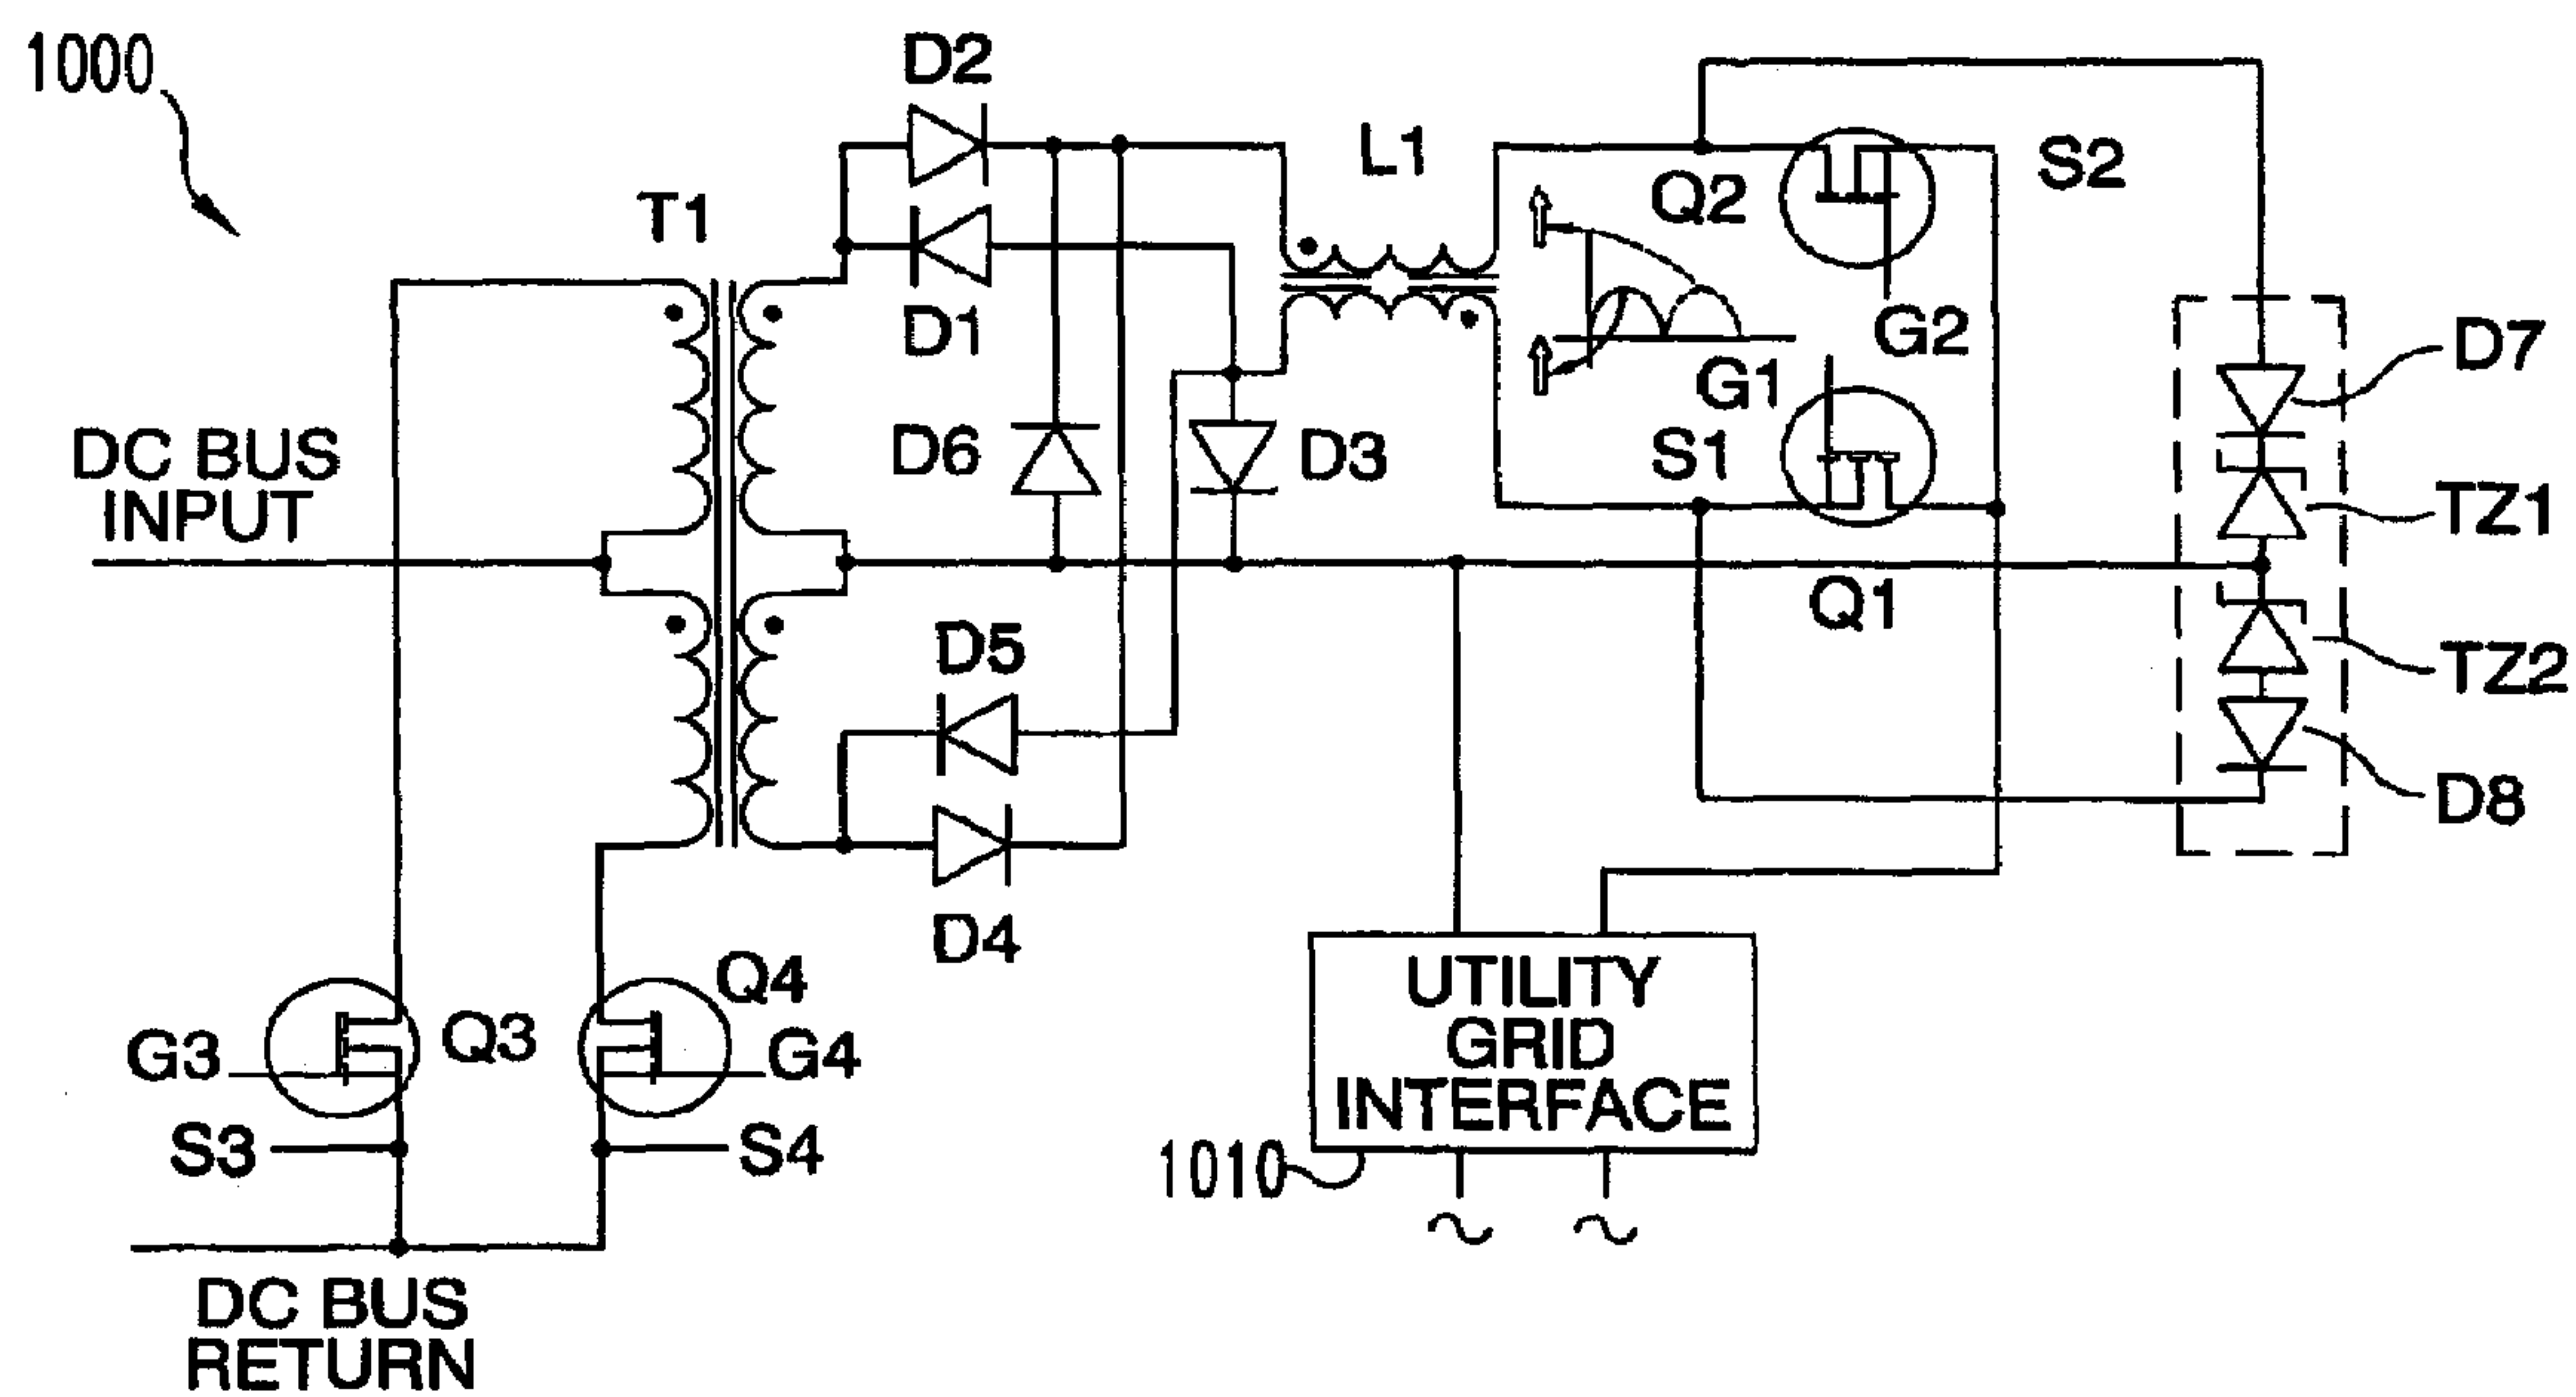 1000
D2
T1
D1
L1
Q2
S2
G2
G1
S1
Q1
D6
D3
D7
TZ1
TZ2
D8
DC BUS
INPUT
D5
D4
G3
Q3
S3
Q4
G4
S4
UTILITY
GRID
INTERFACE
1010
DC BUS
RETURN